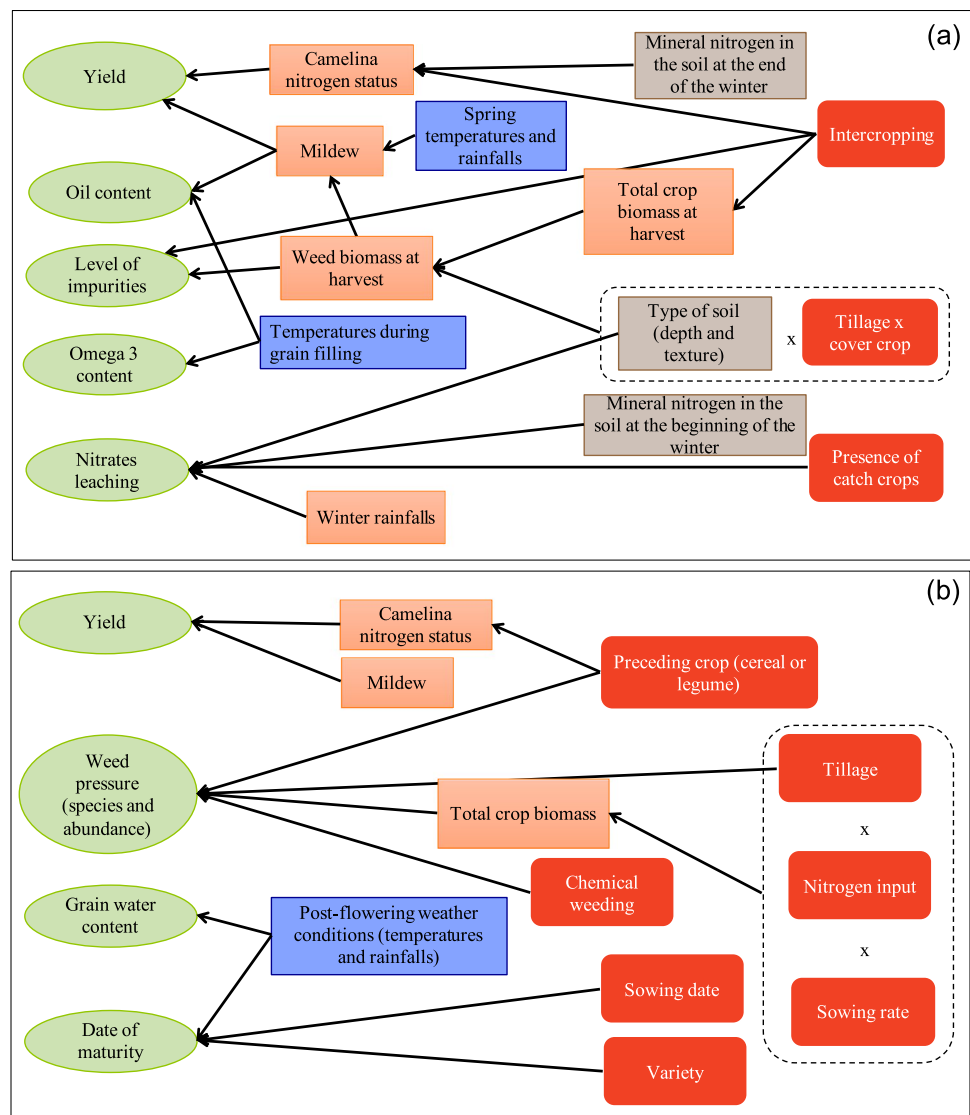 (a)
Yield
Camelina
nitrogen status
Mineral nitrogen in
the soil at the end
of the winter
Spring
temperatures and
rainfalls
Intercropping
Mildew
Oil content
Total crop
biomass at
harvest
Level of
impurities
Weed biomass at
harvest
Omega 3
content
Temperatures during
grain filling
Type of soil
(depth and
texture)
x
Tillage x
cover crop
Mineral nitrogen in the
soil at the beginning of the
winter
Nitrates
leaching
Presence of
catch crops
Winter rainfalls
(b)
Yield
Camelina
nitrogen status
Mildew
Preceding crop (cereal or
legume)
Weed
pressure
(species and
abundance)
Tillage
Total crop biomass
x
Chemical
weeding
Nitrogen input
Grain water
content
Post-flowering weather
conditions (temperatures
and rainfalls)
x
Sowing date
Sowing rate
Date of
maturity
Variety